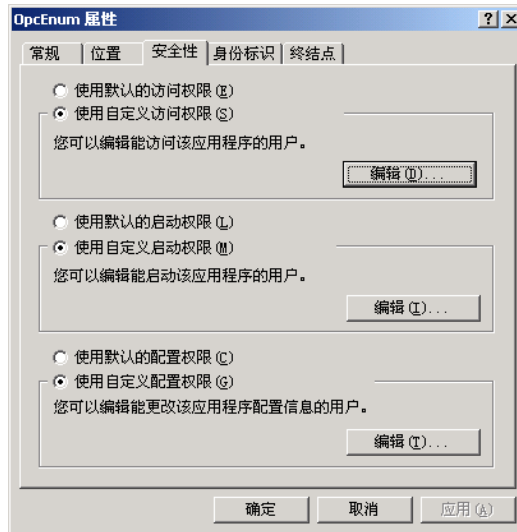 OpcEnum 属性
常规 位置 安全性 身份标识 终结点
使用默认的访问权限(E)
使用自定义访问权限(S)
您可以编辑能访问该应用程序的用户。
编辑(D)...
使用默认的启动权限(L)
使用自定义启动权限(M)
您可以编辑能启动该应用程序的用户。
编辑(I)...
使用默认的配置权限(C)
使用自定义配置权限(G)
您可以编辑能更改该应用程序配置信息的用户。
编辑(T)...
确定 取消 应用(A)